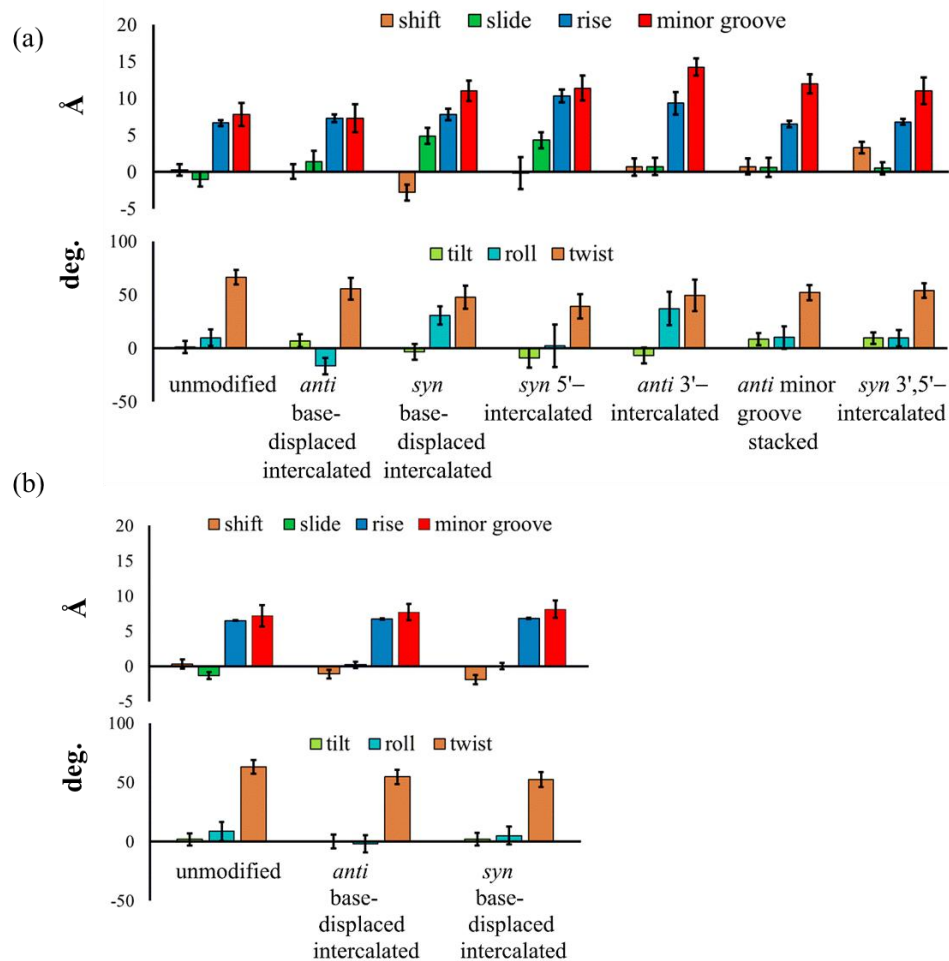 (a)
shift slide rise minor groove
20
15
10
5
0
-5
Å
tilt roll twist
100
50
0
-50
deg.
unmodified
anti
base-
displaced
intercalated
syn
base-
displaced
intercalated
syn 5'–
intercalated
anti 3'–
intercalated
anti minor
groove
stacked
syn 3',5'–
intercalated
(b)
shift slide rise minor groove
20
15
10
5
0
-5
Å
tilt roll twist
100
50
0
-50
deg.
unmodified
anti
base-
displaced
intercalated
syn
base-
displaced
intercalated